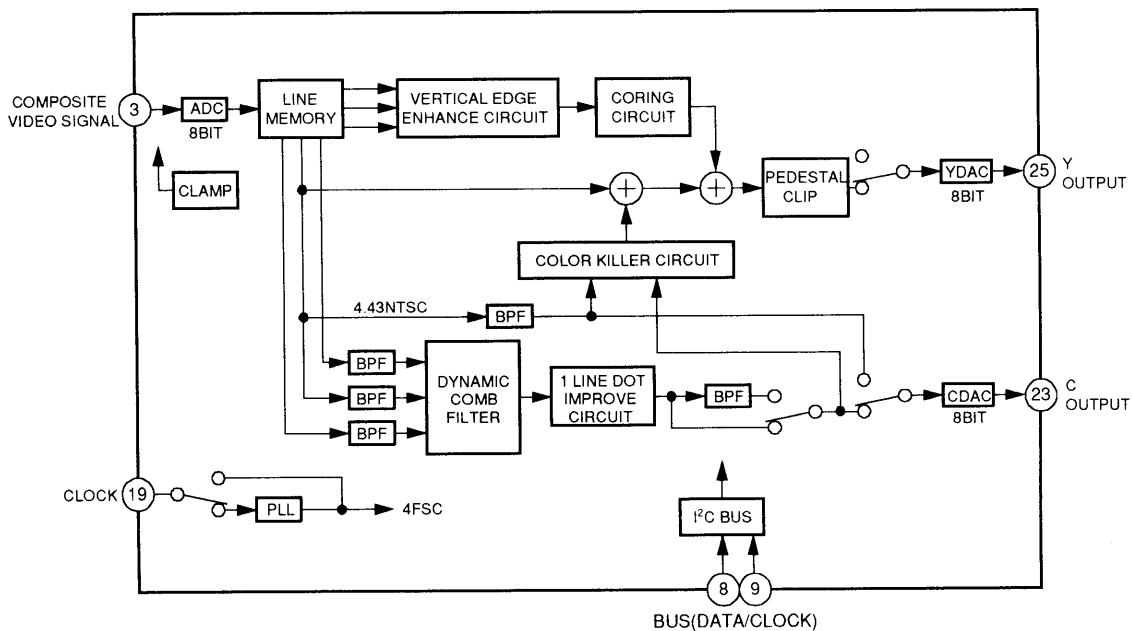 COMPOSITE
VIDEO SIGNAL
3
ADC
8BIT
CLAMP
LINE
MEMORY
VERTICAL EDGE
ENHANCE CIRCUIT
CORING
CIRCUIT
+
+
PEDESTAL
CLIP
YDAC
8BIT
25
Y
OUTPUT
COLOR KILLER CIRCUIT
4.43NTSC
BPF
BPF
BPF
BPF
DYNAMIC
COMB
FILTER
1 LINE DOT
IMPROVE
CIRCUIT
BPF
CDAC
8BIT
23
C
OUTPUT
CLOCK
19
PLL
4FSC
I²C BUS
8
9
BUS(DATA/CLOCK)